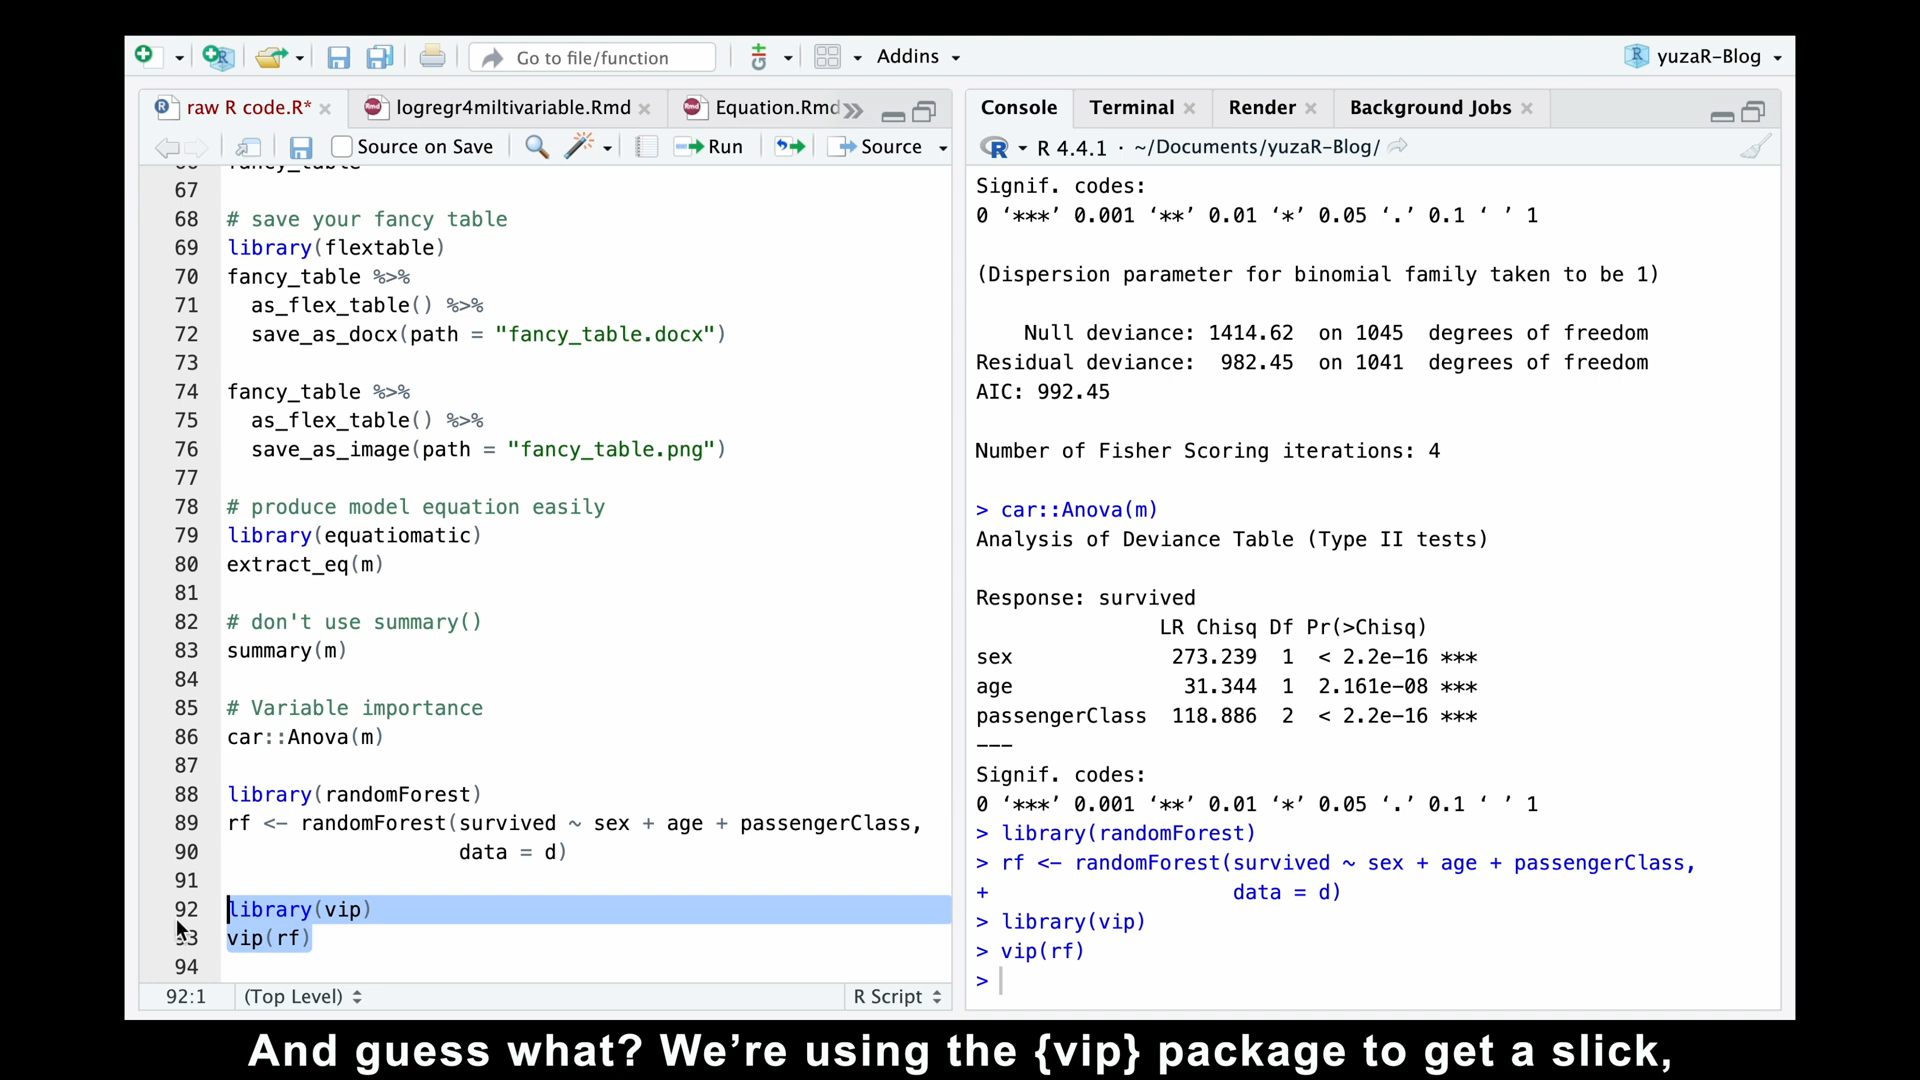 Go to file/function
Addins
yuzaR-Blog
raw R code.R*
logregr4miltivariable.Rmd
Equation.Rmd
Source on Save
Run
Source
67
68 # save your fancy table
69 library(flextable)
70 fancy_table %>%
71 as_flex_table() %>%
72 save_as_docx(path = "fancy_table.docx")
73
74 fancy_table %>%
75 as_flex_table() %>%
76 save_as_image(path = "fancy_table.png")
77
78 # produce model equation easily
79 library(equatiomatic)
80 extract_eq(m)
81
82 # don't use summary()
83 summary(m)
84
85 # Variable importance
86 car::Anova(m)
87
88 library(randomForest)
89 rf <- randomForest(survived ~ sex + age + passengerClass,
90 data = d)
91
92 library(vip)
93 vip(rf)
94
92:1 (Top Level) R Script
Console Terminal Render Background Jobs
R 4.4.1 · ~/Documents/yuzaR-Blog/
Signif. codes:
0 ‘***’ 0.001 ‘**’ 0.01 ‘*’ 0.05 ‘.’ 0.1 ‘ ’ 1
(Dispersion parameter for binomial family taken to be 1)
Null deviance: 1414.62 on 1045 degrees of freedom
Residual deviance: 982.45 on 1041 degrees of freedom
AIC: 992.45
Number of Fisher Scoring iterations: 4
> car::Anova(m)
Analysis of Deviance Table (Type II tests)
Response: survived
LR Chisq Df Pr(>Chisq)
sex 273.239 1 < 2.2e-16 ***
age 31.344 1 2.161e-08 ***
passengerClass 118.886 2 < 2.2e-16 ***
---
Signif. codes:
0 ‘***’ 0.001 ‘**’ 0.01 ‘*’ 0.05 ‘.’ 0.1 ‘ ’ 1
> library(randomForest)
> rf <- randomForest(survived ~ sex + age + passengerClass,
+ data = d)
> library(vip)
> vip(rf)
>
And guess what? We’re using the {vip} package to get a slick,